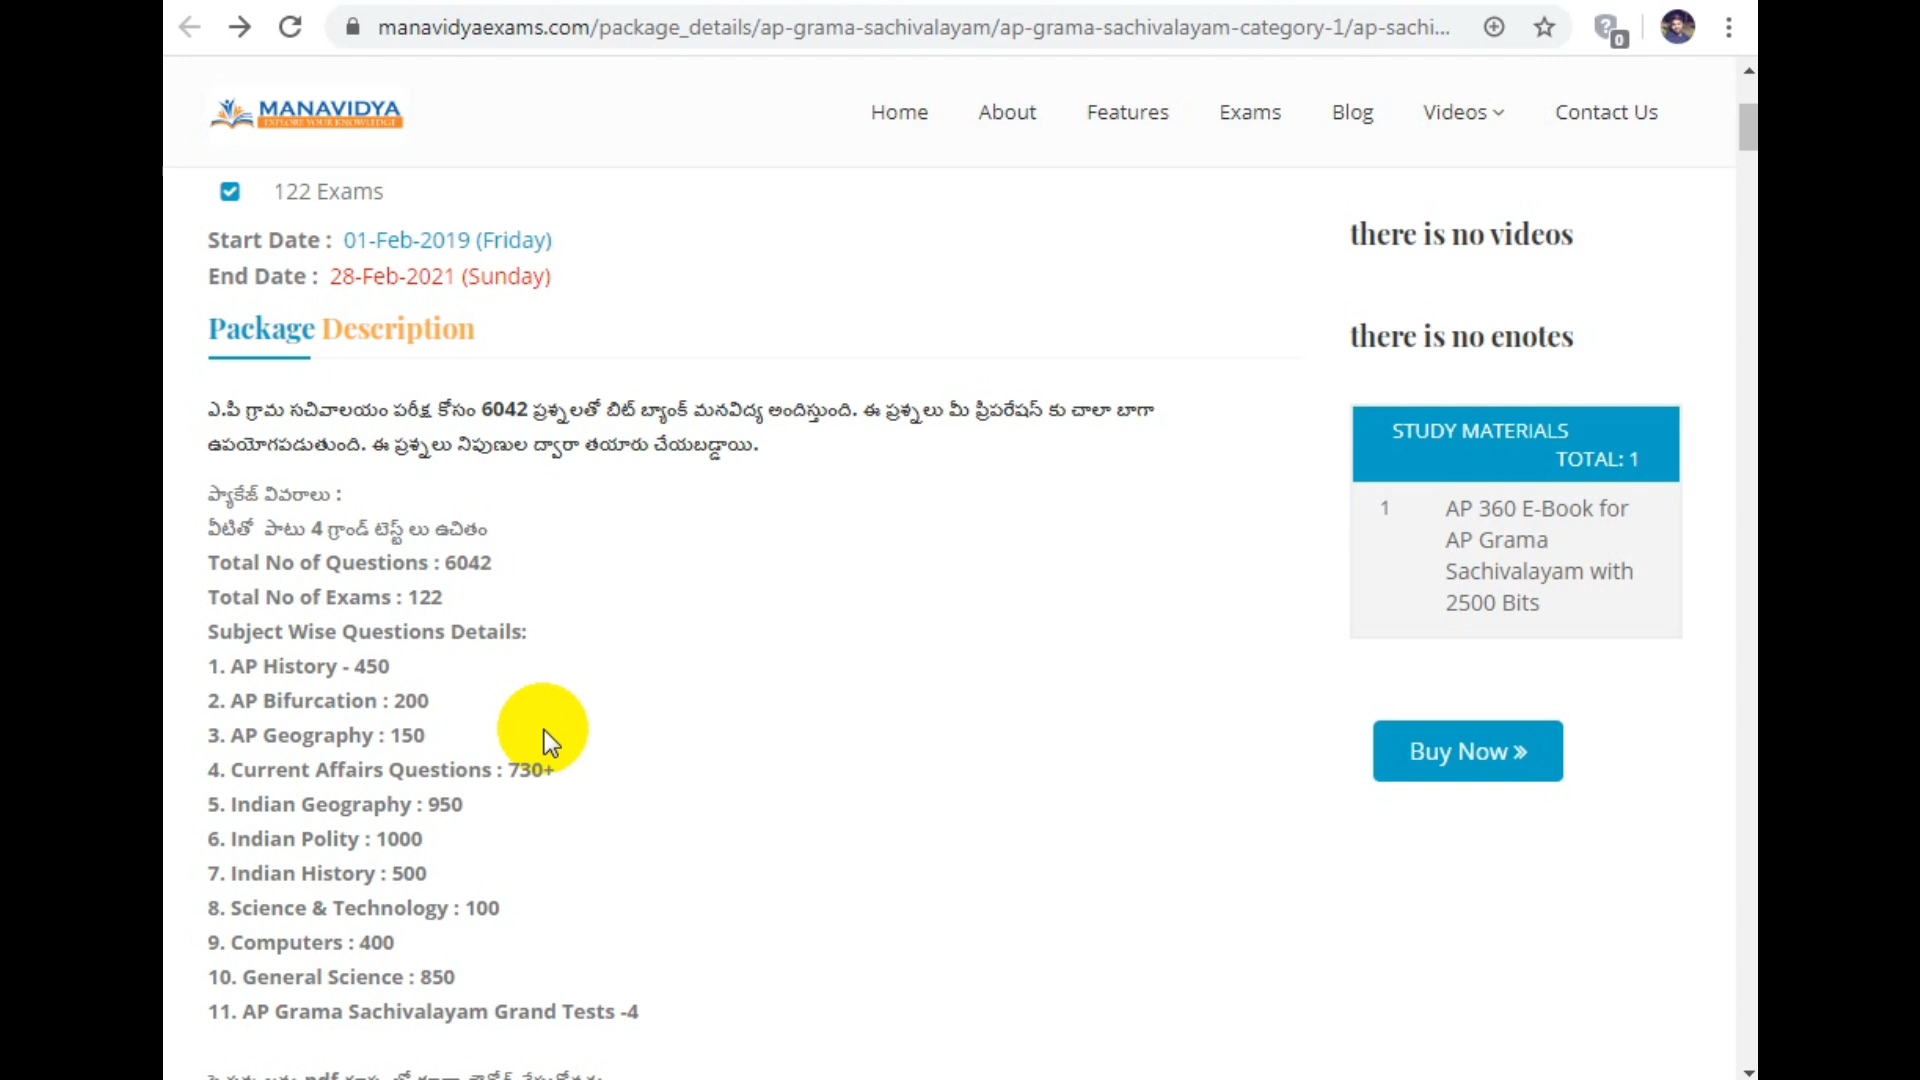 manavidyaexams.com/package_details/ap-grama-sachivalayam/ap-grama-sachivalayam-category-1/ap-sachi...
0
MANAVIDYA
EXPLORE YOUR KNOWLEDGE
Home About Features Exams Blog Videos Contact Us
122 Exams
Start Date : 01-Feb-2019 (Friday)
End Date : 28-Feb-2021 (Sunday)
Package Description
ఎ.పీ గ్రామ సచివాలయం పరీక్ష కోసం 6042 ప్రశ్నలతో బిట్ బ్యాంక్ మనవిద్య అందిస్తుంది. ఈ ప్రశ్నలు మీ ప్రిపరేషన్ కు చాలా బాగా
ఉపయోగపడుతుంది. ఈ ప్రశ్నలు నిపుణుల ద్వారా తయారు చేయబడ్డాయి.
ప్యాకేజ్ వివరాలు :
వీటితో పాటు 4 గ్రాండ్ టెస్ట్ లు ఉచితం
Total No of Questions : 6042
Total No of Exams : 122
Subject Wise Questions Details:
1. AP History - 450
2. AP Bifurcation : 200
3. AP Geography : 150
4. Current Affairs Questions : 730+
5. Indian Geography : 950
6. Indian Polity : 1000
7. Indian History : 500
8. Science & Technology : 100
9. Computers : 400
10. General Science : 850
11. AP Grama Sachivalayam Grand Tests -4
pdf
there is no videos
there is no enotes
STUDY MATERIALS
TOTAL: 1
1 AP 360 E-Book for
AP Grama
Sachivalayam with
2500 Bits
Buy Now »